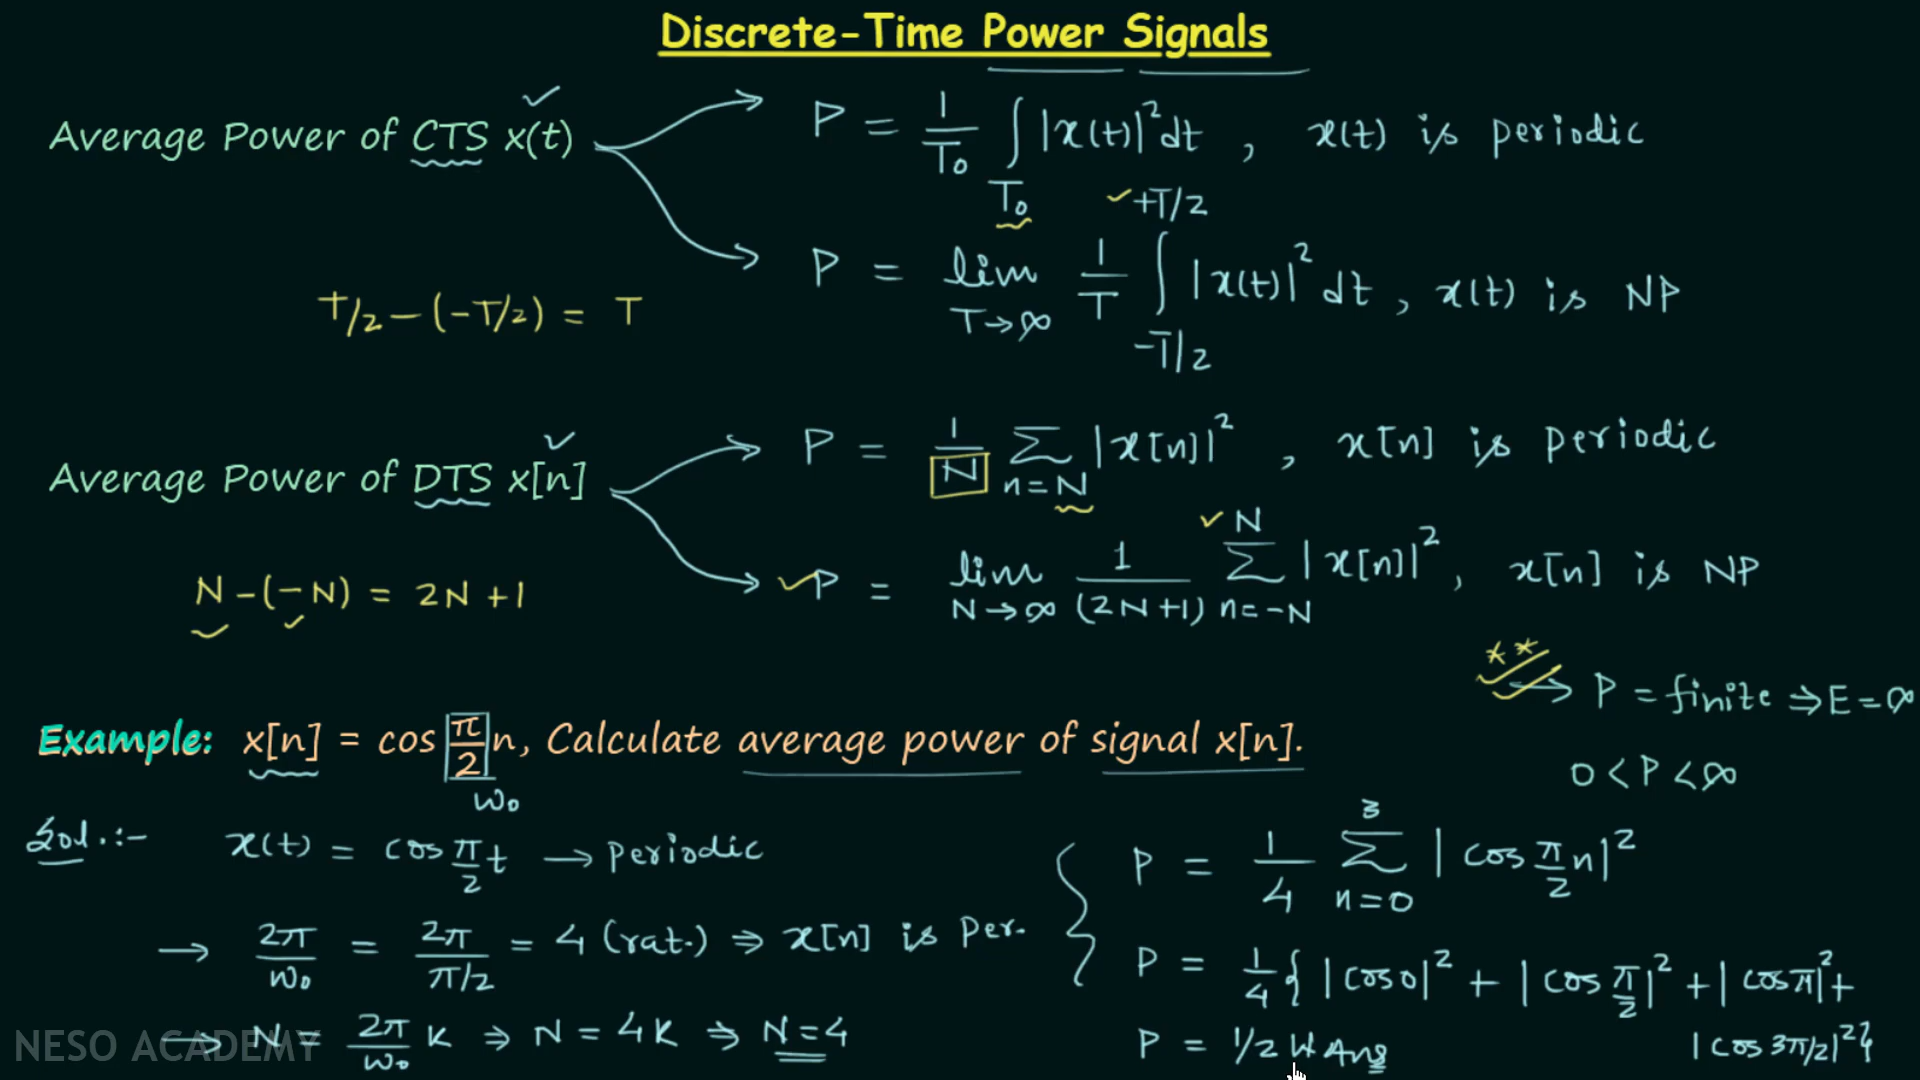 Discrete-Time Power Signals
Average Power of CTS x(t)
P = 1/T₀ ∫_T₀ |x(t)|² dt , x(t) is periodic
P = lim T→∞ 1/T ∫_{-T/2}^{+T/2} |x(t)|² dt , x(t) is NP
T/2 - (-T/2) = T
Average Power of DTS x[n]
P = 1/N Σ_{n=N} |x[n]|² , x[n] is periodic
P = lim N→∞ 1/(2N+1) Σ_{n=-N}^{N} |x[n]|² , x[n] is NP
N - (-N) = 2N +1
** → P = finite ⇒ E = ∞
0 < P < ∞
Example: x[n] = cos π/2 n, Calculate average power of signal x[n].
ω₀
Sol.:-
x(t) = cos π/2 t → Periodic
→ 2π/ω₀ = 2π/π/2 = 4 (rat.) ⇒ x[n] is Per.
→ N = 2π/ω₀ K ⇒ N = 4K ⇒ N=4
P = 1/4 Σ_{n=0}^{3} |cos π/2 n|²
P = 1/4 { |cos 0|² + |cos π/2|² + |cos π|² +
|cos 3π/2|² }
P = 1/2 W Ans
NESO ACADEMY